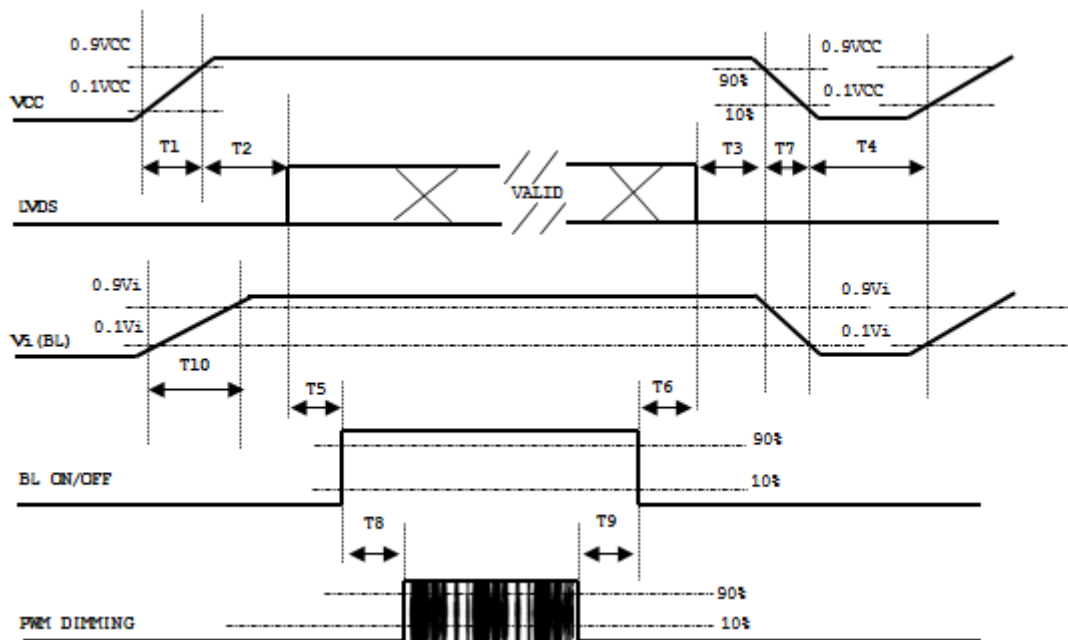 0.9VCC 0.9VCC
90%
0.1VCC 0.1VCC
VCC 10%
T1 T2 T3 T7 T4
VALID
LVDS
0.9Vi 0.9Vi
0.1Vi 0.1Vi
Vi(BL)
T10
T5 T6
90%
BL ON/OFF 10%
T8 T9
90%
PWM DIMMING 10%